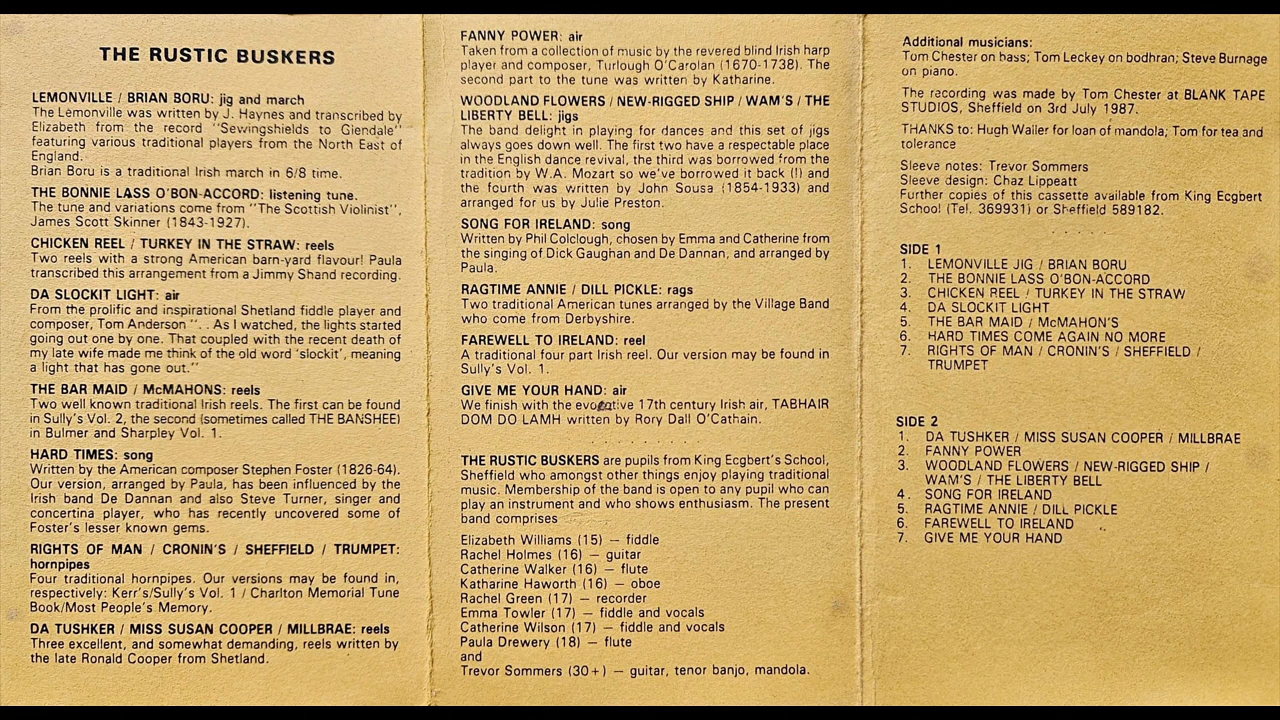 THE RUSTIC BUSKERS
LEMONVILLE / BRIAN BORU: jig and march
The Lemonville was written by J. Haynes and transcribed by
Elizabeth from the record "Sewingshields to Glendale"
featuring various traditional players from the North East of
England.
Brian Boru is a traditional Irish march in 6/8 time.
THE BONNIE LASS O'BON-ACCORD: listening tune.
The tune and variations come from "The Scottish Violinist",
James Scott Skinner (1843-1927).
CHICKEN REEL / TURKEY IN THE STRAW: reels
Two reels with a strong American barn-yard flavour! Paula
transcribed this arrangement from a Jimmy Shand recording.
DA SLOCKIT LIGHT: air
From the prolific and inspirational Shetland fiddle player and
composer, Tom Anderson ". . As I watched, the lights started
going out one by one. That coupled with the recent death of
my late wife made me think of the old word 'slockit', meaning
a light that has gone out."
THE BAR MAID / McMAHONS: reels
Two well known traditional Irish reels. The first can be found
in Sully's Vol. 2, the second (sometimes called THE BANSHEE)
in Bulmer and Sharpley Vol. 1.
HARD TIMES: song
Written by the American composer Stephen Foster (1826-64).
Our version, arranged by Paula, has been influenced by the
Irish band De Dannan and also Steve Turner, singer and
concertina player, who has recently uncovered some of
Foster's lesser known gems.
RIGHTS OF MAN / CRONIN'S / SHEFFIELD / TRUMPET:
hornpipes
Four traditional hornpipes. Our versions may be found in,
respectively: Kerr's/Sully's Vol. 1 / Charlton Memorial Tune
Book/Most People's Memory.
DA TUSHKER / MISS SUSAN COOPER / MILLBRAE: reels
Three excellent, and somewhat demanding, reels written by
the late Ronald Cooper from Shetland.
FANNY POWER: air
Taken from a collection of music by the revered blind Irish harp
player and composer, Turlough O'Carolan (1670-1738). The
second part to the tune was written by Katharine.
WOODLAND FLOWERS / NEW-RIGGED SHIP / WAM'S / THE
LIBERTY BELL: jigs
The band delight in playing for dances and this set of jigs
always goes down well. The first two have a respectable place
in the English dance revival, the third was borrowed from the
tradition by W.A. Mozart so we've borrowed it back (!) and
the fourth was written by John Sousa (1854-1933) and
arranged for us by Julie Preston.
SONG FOR IRELAND: song
Written by Phil Colclough, chosen by Emma and Catherine from
the singing of Dick Gaughan and De Dannan, and arranged by
Paula.
RAGTIME ANNIE / DILL PICKLE: rags
Two traditional American tunes arranged by the Village Band
who come from Derbyshire.
FAREWELL TO IRELAND: reel
A traditional four part Irish reel. Our version may be found in
Sully's Vol. 1.
GIVE ME YOUR HAND: air
We finish with the evocative 17th century Irish air, TABHAIR
DOM DO LAMH written by Rory Dall O'Cathain.
. . . . . . . .
THE RUSTIC BUSKERS are pupils from King Ecgbert's School,
Sheffield who amongst other things enjoy playing traditional
music. Membership of the band is open to any pupil who can
play an instrument and who shows enthusiasm. The present
band comprises
Elizabeth Williams (15) — fiddle
Rachel Holmes (16) — guitar
Catherine Walker (16) — flute
Katharine Haworth (16) — oboe
Rachel Green (17) — recorder
Emma Towler (17) — fiddle and vocals
Catherine Wilson (17) — fiddle and vocals
Paula Drewery (18) — flute
and
Trevor Sommers (30+) — guitar, tenor banjo, mandola.
Additional musicians:
Tom Chester on bass; Tom Leckey on bodhran; Steve Burnage
on piano.
The recording was made by Tom Chester at BLANK TAPE
STUDIOS, Sheffield on 3rd July 1987.
THANKS to: Hugh Waller for loan of mandola; Tom for tea and
tolerance
Sleeve notes: Trevor Sommers
Sleeve design: Chaz Lippeatt
Further copies of this cassette available from King Ecgbert
School (Tel. 369931) or Sheffield 589182.
. . . . . .
SIDE 1
1. LEMONVILLE JIG / BRIAN BORU
2. THE BONNIE LASS O'BON-ACCORD
3. CHICKEN REEL / TURKEY IN THE STRAW
4. DA SLOCKIT LIGHT
5. THE BAR MAID / McMAHON'S
6. HARD TIMES COME AGAIN NO MORE
7. RIGHTS OF MAN / CRONIN'S / SHEFFIELD /
TRUMPET
SIDE 2
1. DA TUSHKER / MISS SUSAN COOPER / MILLBRAE
2. FANNY POWER
3. WOODLAND FLOWERS / NEW-RIGGED SHIP /
WAM'S / THE LIBERTY BELL
4. SONG FOR IRELAND
5. RAGTIME ANNIE / DILL PICKLE
6. FAREWELL TO IRELAND
7. GIVE ME YOUR HAND